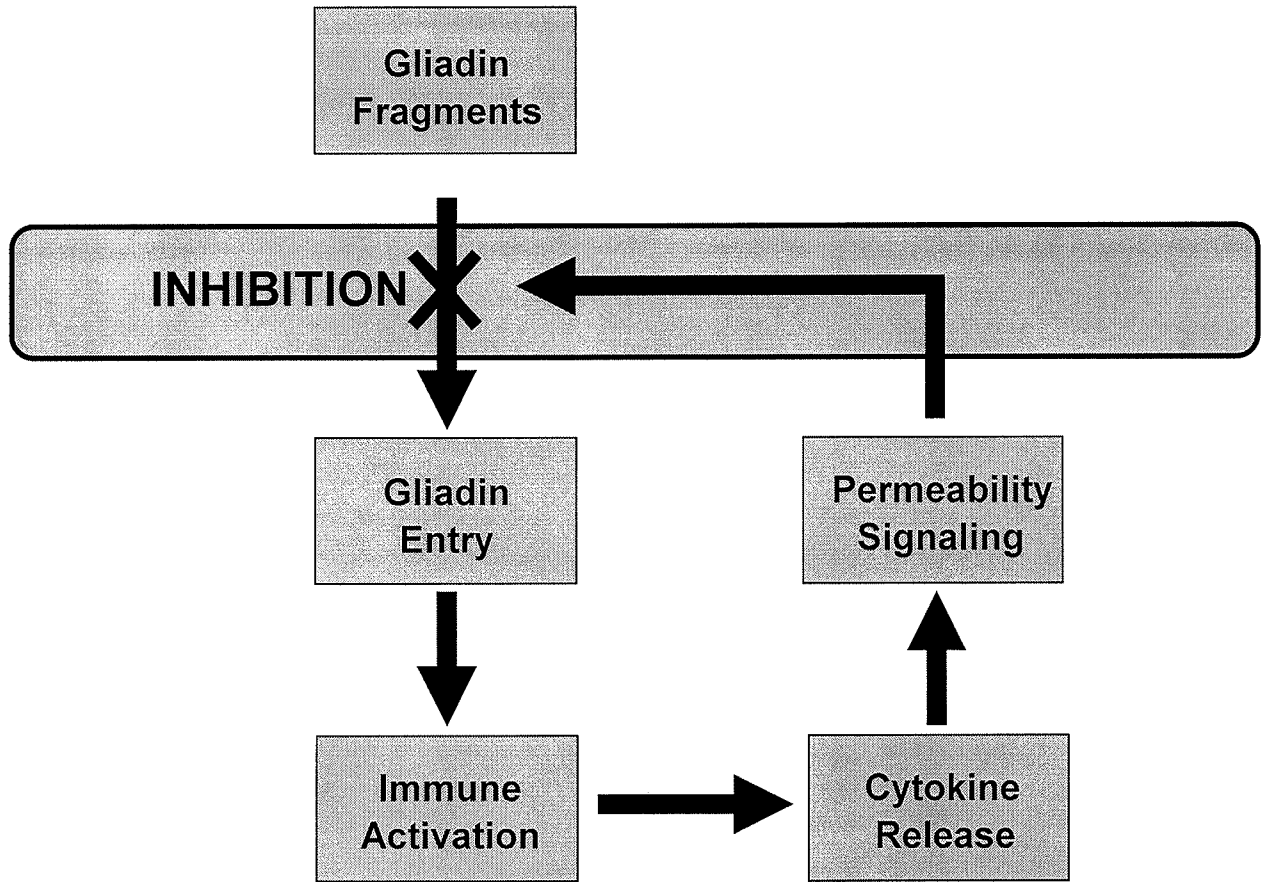 Gliadin
Fragments
INHIBITION
Gliadin
Entry
Permeability
Signaling
Immune
Activation
Cytokine
Release